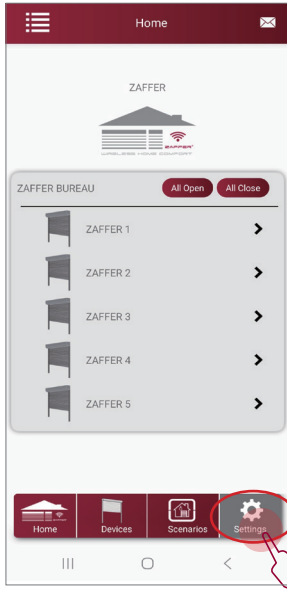 Home
ZAFFER
ZAFFER
WIRELESS HOME COMFORT
ZAFFER BUREAU
All Open
All Close
ZAFFER 1
ZAFFER 2
ZAFFER 3
ZAFFER 4
ZAFFER 5
Home
Devices
Scenarios
Settings